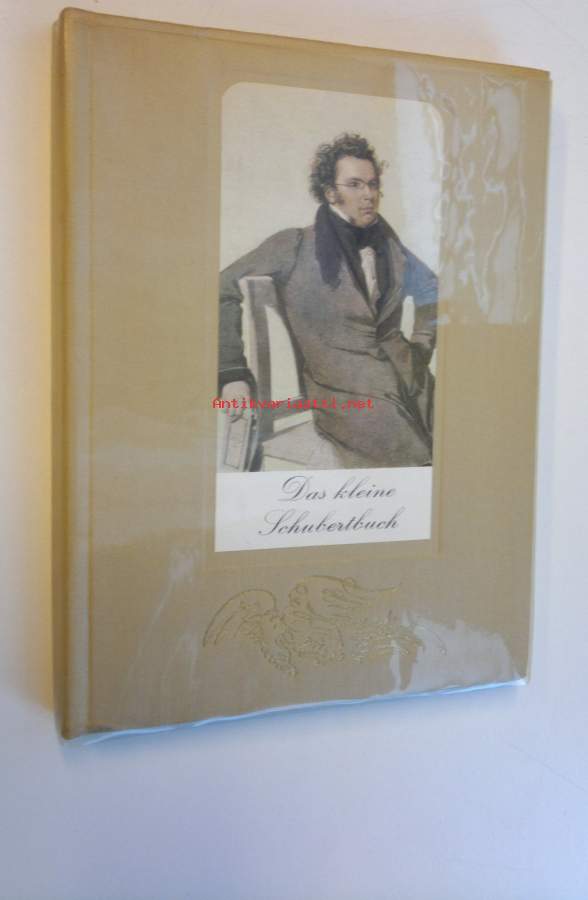 Antikvariaatti.net
Das kleine
Schubertbuch